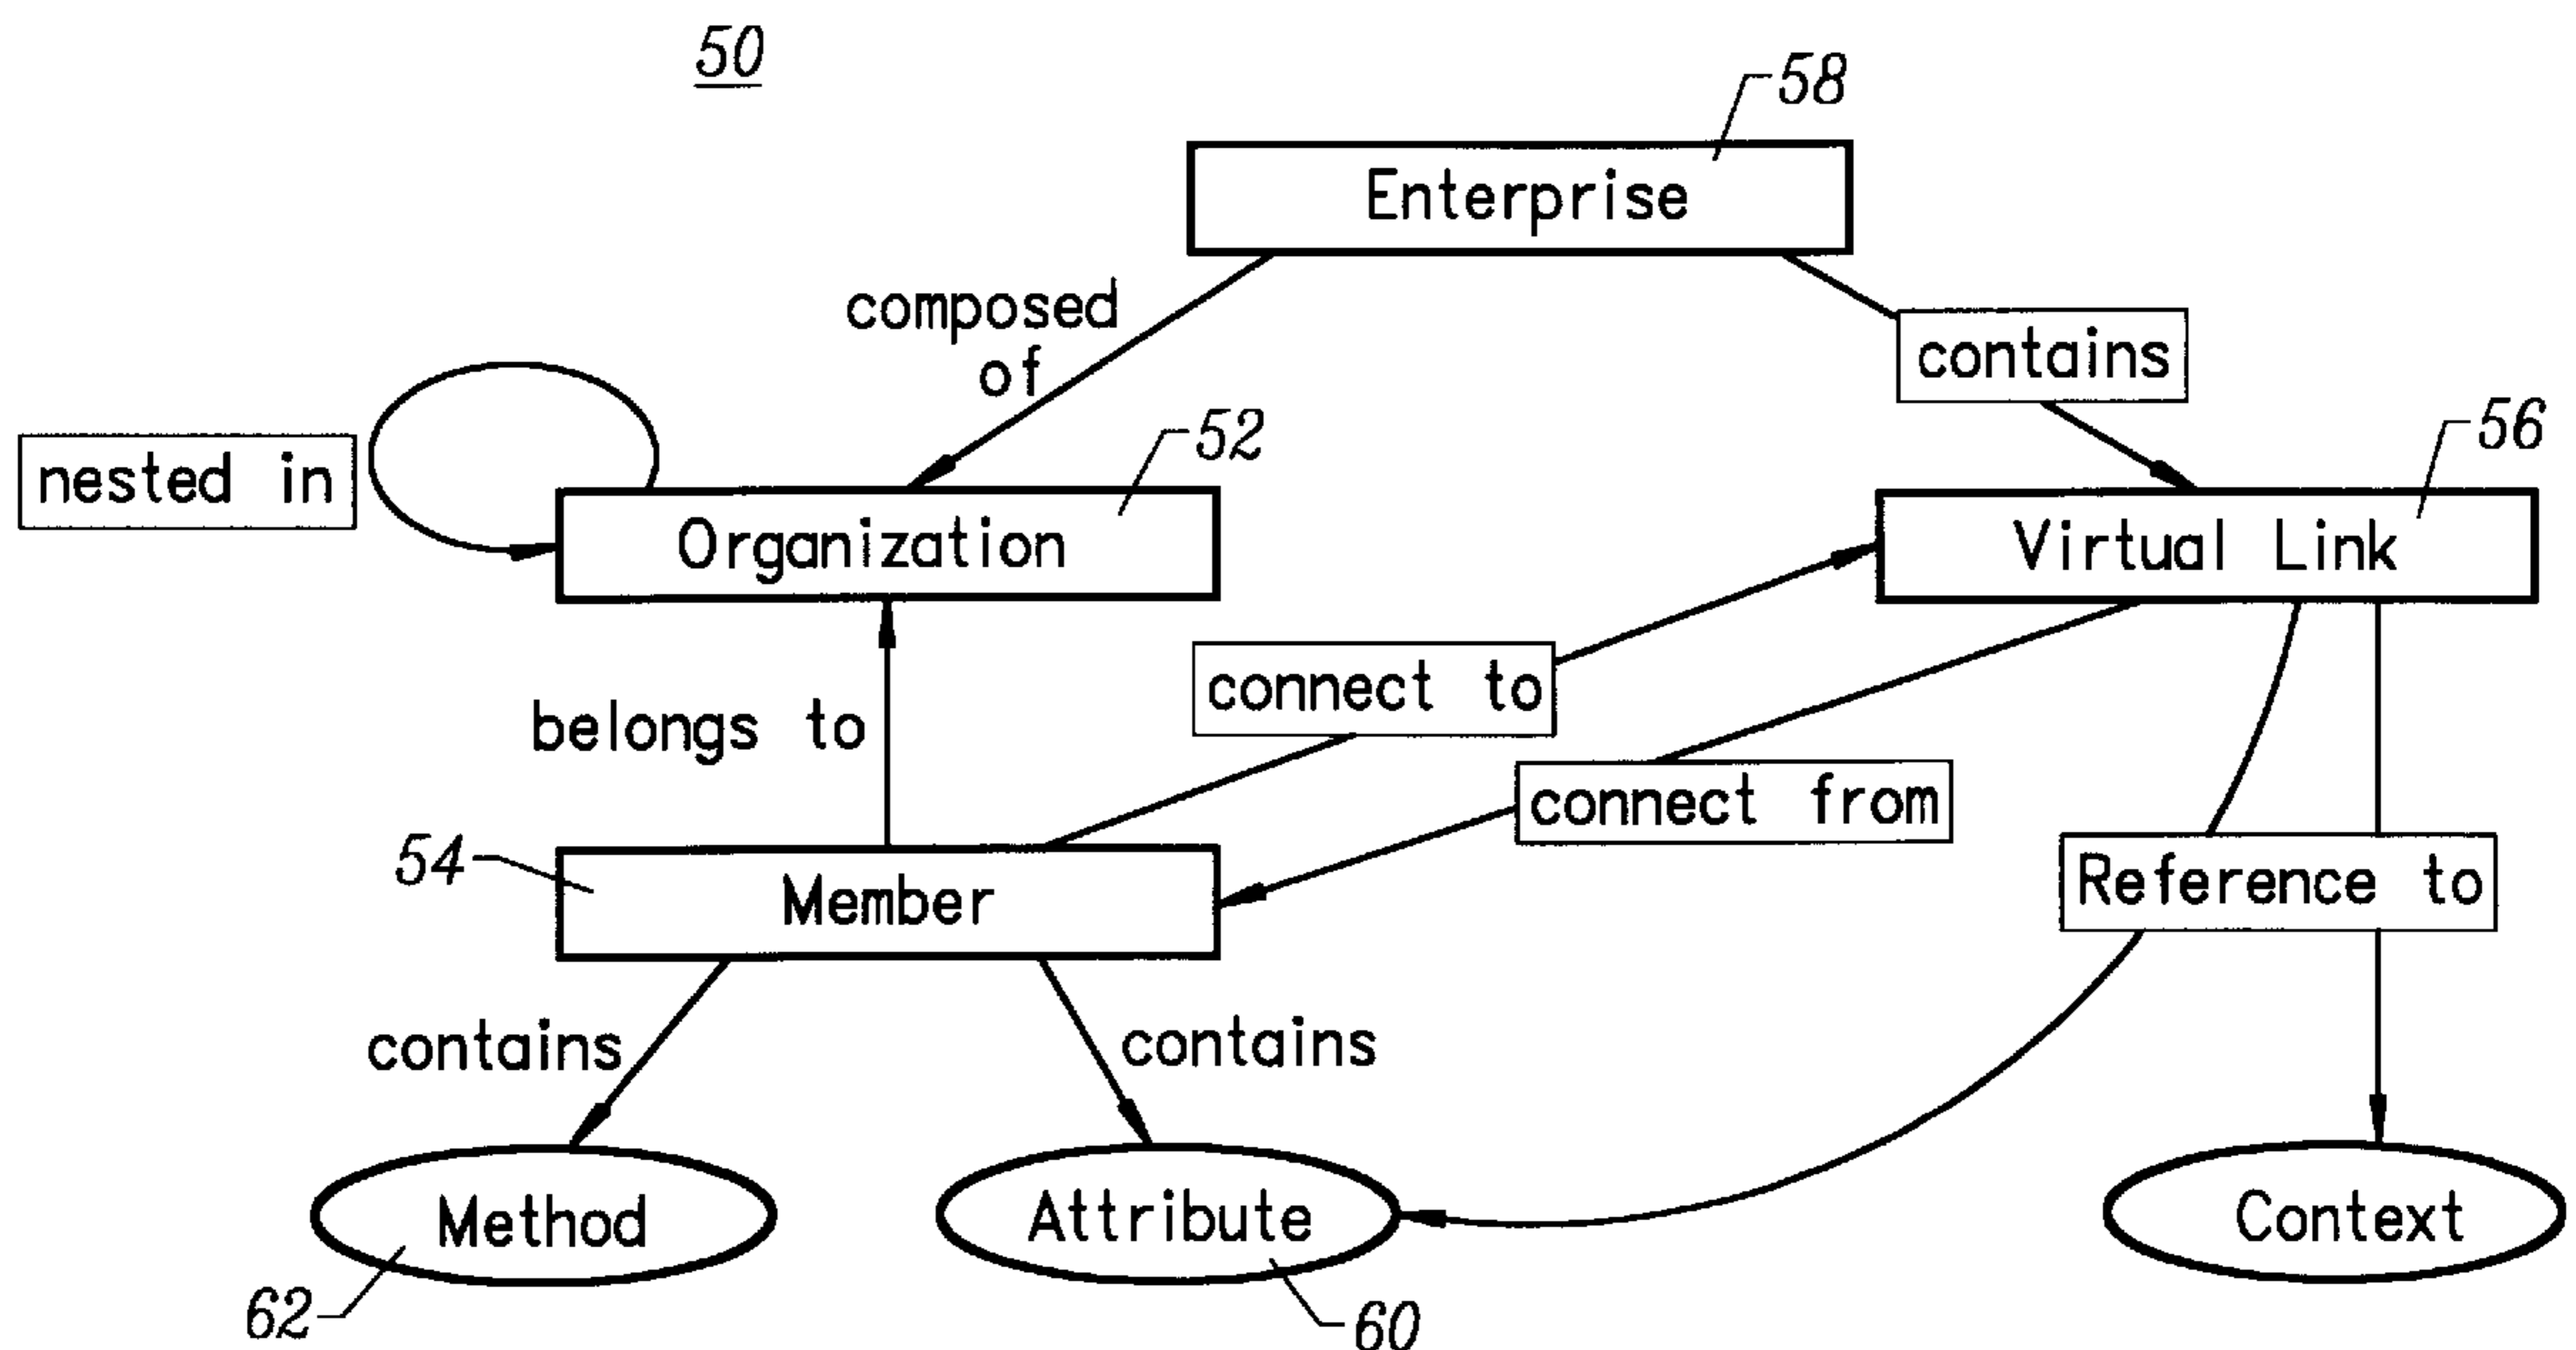 50
58
Enterprise
composed
of
contains
52
56
nested in
Organization
Virtual Link
connect to
belongs to
connect from
54
Member
Reference to
contains
contains
Method
Attribute
Context
62
60